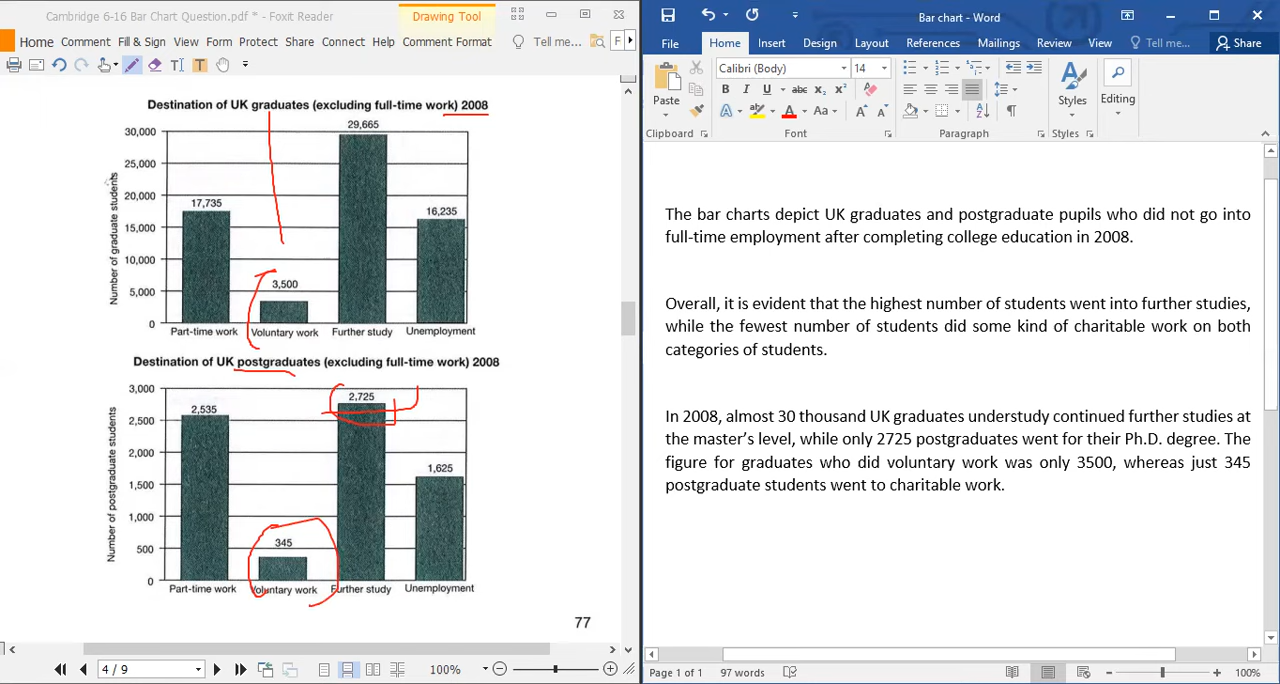 Cambridge 6-16 Bar Chart Question.pdf * - Foxit Reader
Drawing Tool
Home Comment Fill & Sign View Form Protect Share Connect Help Comment Format Tell me... F
77
Destination of UK graduates (excluding full-time work) 2008
Number of graduate students
30,000
25,000
20,000
15,000
10,000
5,000
0
17,735
3,500
29,665
16,235
Part-time work Voluntary work Further study Unemployment
Destination of UK postgraduates (excluding full-time work) 2008
Number of postgraduate students
3,000
2,500
2,000
1,500
1,000
500
0
2,535
345
2,725
1,625
Part-time work Voluntary work Further study Unemployment
4 / 9
100%
Bar chart - Word
File Home Insert Design Layout References Mailings Review View Tell me... Share
Paste
Calibri (Body) 14
B I U abc x₂ x²
A A Aa A A
Styles
Editing
Clipboard Font Paragraph Styles
The bar charts depict UK graduates and postgraduate pupils who did not go into
full-time employment after completing college education in 2008.
Overall, it is evident that the highest number of students went into further studies,
while the fewest number of students did some kind of charitable work on both
categories of students.
In 2008, almost 30 thousand UK graduates understudy continued further studies at
the master’s level, while only 2725 postgraduates went for their Ph.D. degree. The
figure for graduates who did voluntary work was only 3500, whereas just 345
postgraduate students went to charitable work.
Page 1 of 1 97 words
100%